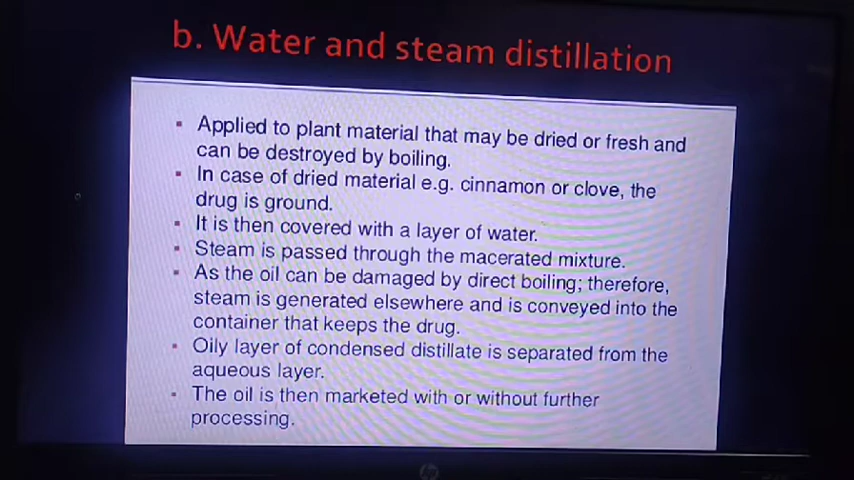 b. Water and steam distillation
▪ Applied to plant material that may be dried or fresh and
can be destroyed by boiling.
▪ In case of dried material e.g. cinnamon or clove, the
drug is ground.
▪ It is then covered with a layer of water.
▪ Steam is passed through the macerated mixture.
▪ As the oil can be damaged by direct boiling; therefore,
steam is generated elsewhere and is conveyed into the
container that keeps the drug.
▪ Oily layer of condensed distillate is separated from the
aqueous layer.
▪ The oil is then marketed with or without further
processing.
hp